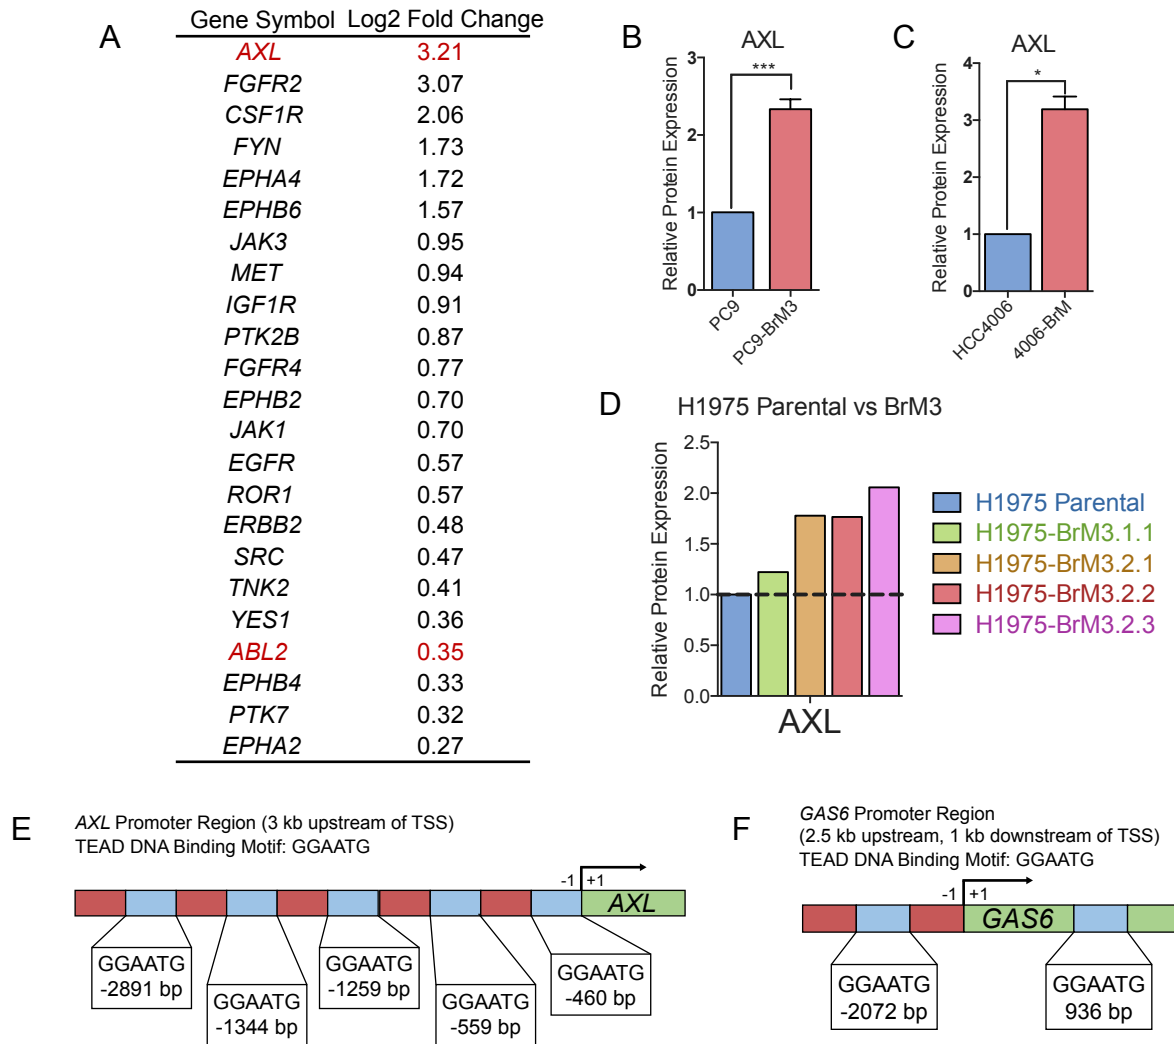 A
Gene Symbol Log2 Fold Change
AXL 3.21
FGFR2 3.07
CSF1R 2.06
FYN 1.73
EPHA4 1.72
EPHB6 1.57
JAK3 0.95
MET 0.94
IGF1R 0.91
PTK2B 0.87
FGFR4 0.77
EPHB2 0.70
JAK1 0.70
EGFR 0.57
ROR1 0.57
ERBB2 0.48
SRC 0.47
TNK2 0.41
YES1 0.36
ABL2 0.35
EPHB4 0.33
PTK7 0.32
EPHA2 0.27
B
AXL
Relative Protein Expression
3
2
1
0
***
PC9
PC9-BrM3
C
AXL
Relative Protein Expression
4
3
2
1
0
*
HCC4006
4006-BrM
D
H1975 Parental vs BrM3
Relative Protein Expression
2.5
2.0
1.5
1.0
0.5
0.0
AXL
H1975 Parental
H1975-BrM3.1.1
H1975-BrM3.2.1
H1975-BrM3.2.2
H1975-BrM3.2.3
E
AXL Promoter Region (3 kb upstream of TSS)
TEAD DNA Binding Motif: GGAATG
-1 +1
AXL
GGAATG
-2891 bp
GGAATG
-1344 bp
GGAATG
-1259 bp
GGAATG
-559 bp
GGAATG
-460 bp
F
GAS6 Promoter Region
(2.5 kb upstream, 1 kb downstream of TSS)
TEAD DNA Binding Motif: GGAATG
-1 +1
GAS6
GGAATG
-2072 bp
GGAATG
936 bp